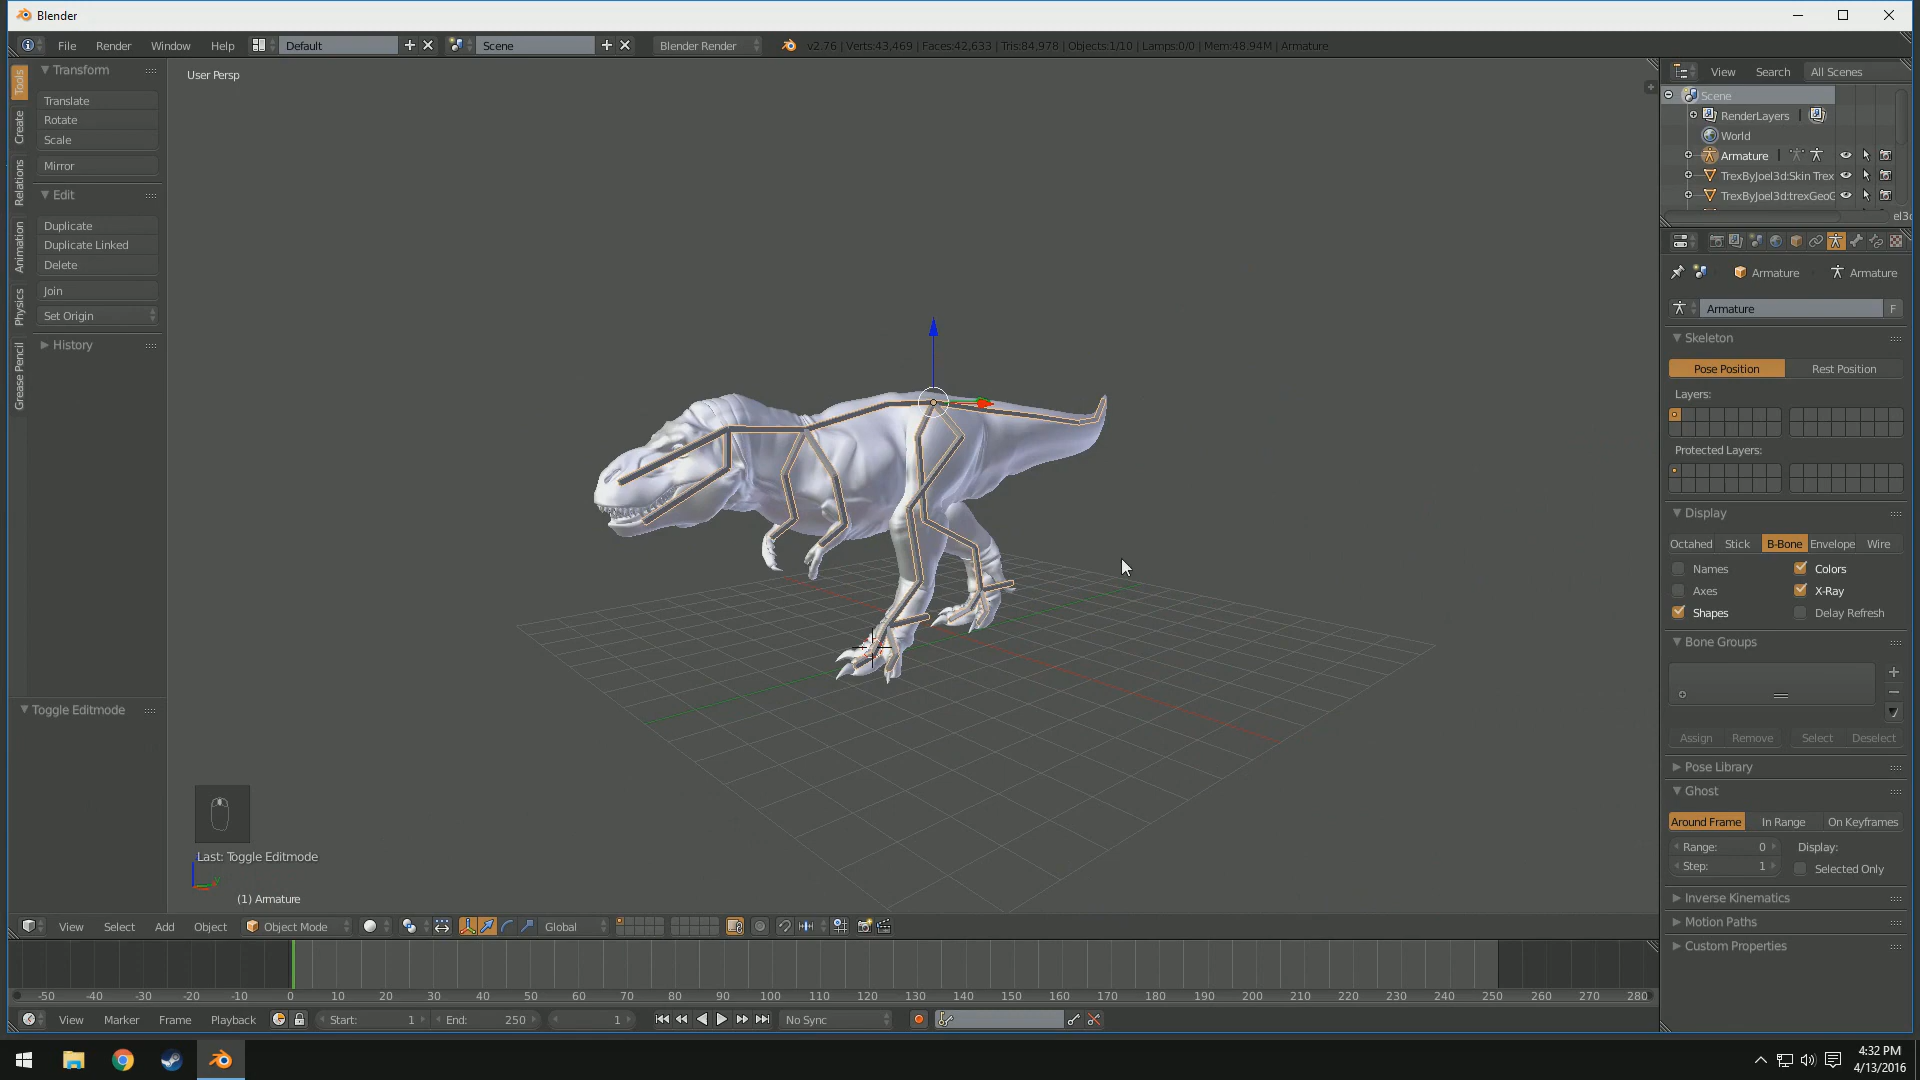 Blender
File Render Window Help Default Scene Blender Render v2.76 | Verts:43,469 | Faces:42,633 | Tris:84,978 | Objects:1/10 | Lamps:0/0 | Mem:48.94M | Armature
Tools
Create
Relations
Animation
Physics
Grease Pencil
Transform
Translate
Rotate
Scale
Mirror
Edit
Duplicate
Duplicate Linked
Delete
Join
Set Origin
History
Toggle Editmode
User Persp
Last: Toggle Editmode
(1) Armature
View Search All Scenes
Scene
RenderLayers |
World
Armature |
TrexByJoel3d:Skin Trex
TrexByJoel3d:trexGeoC
el3d
Armature Armature
Armature F
Skeleton
Pose Position Rest Position
Layers:
Protected Layers:
Display
Octahed Stick B-Bone Envelope Wire
Names Colors
Axes X-Ray
Shapes Delay Refresh
Bone Groups
Assign Remove Select Deselect
Pose Library
Ghost
Around Frame In Range On Keyframes
Range: 0 Display:
Step: 1 Selected Only
Inverse Kinematics
Motion Paths
Custom Properties
View Select Add Object Object Mode Global
-50 -40 -30 -20 -10 0 10 20 30 40 50 60 70 80 90 100 110 120 130 140 150 160 170 180 190 200 210 220 230 240 250 260 270 280
View Marker Frame Playback Start: 1 End: 250 1 No Sync
4:32 PM
4/13/2016